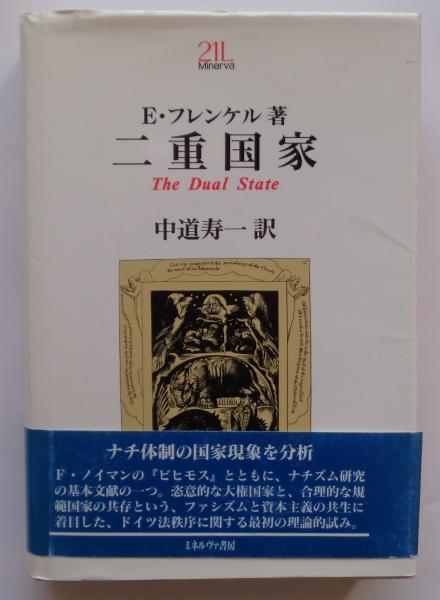 21L
Minerva
E・フレンケル 著
二重国家
The Dual State
中道寿一 訳
ナチ体制の国家現象を分析
F・ノイマンの『ビヒモス』とともに、ナチズム研究
の基本文献の一つ。恣意的な大権国家と、合理的な規
範国家の共存という、ファシズムと資本主義の共生に
着目した、ドイツ法秩序に関する最初の理論的試み。
ミネルヴァ書房